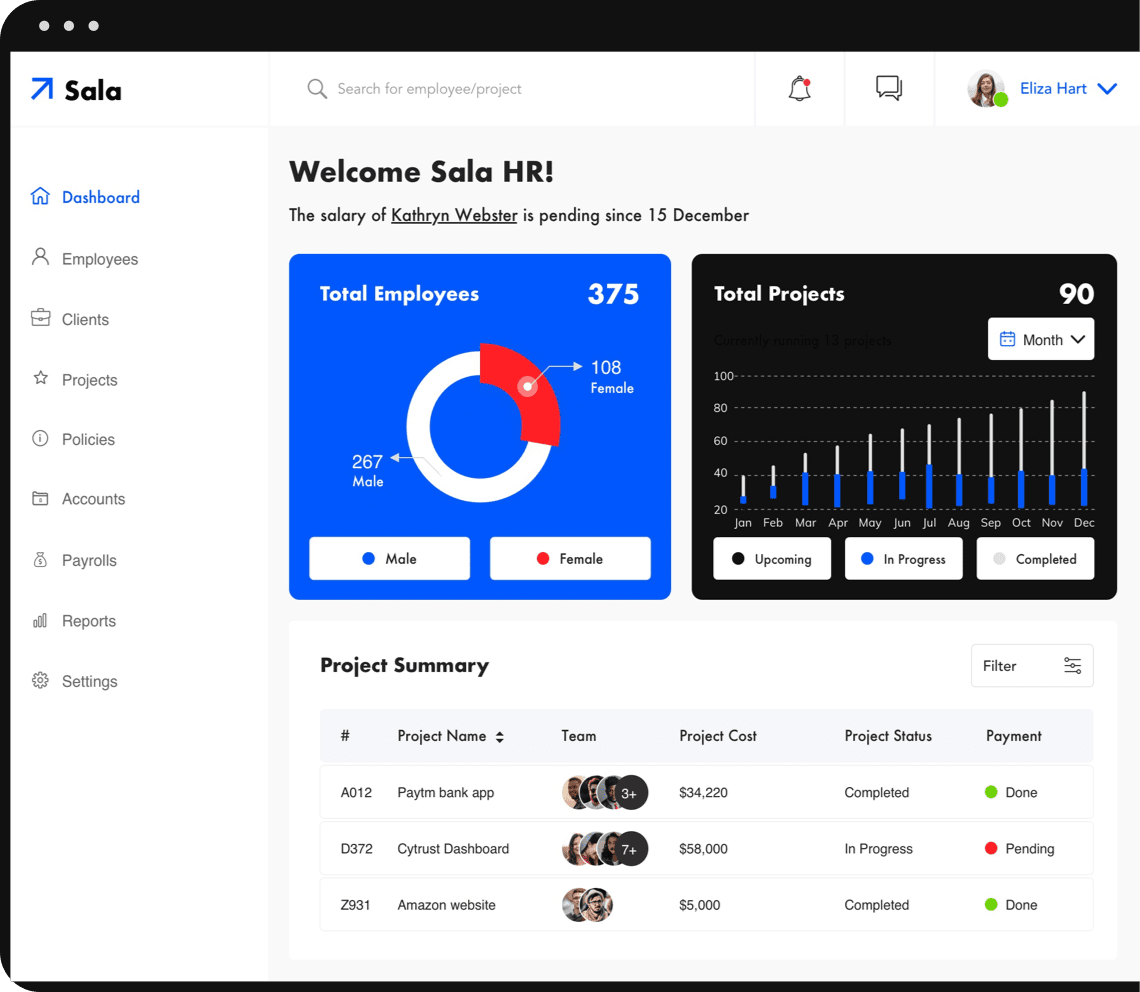 Sala
Search for employee/project
Eliza Hart
Dashboard
Employees
Clients
Projects
Policies
Accounts
Payrolls
Reports
Settings
Welcome Sala HR!
The salary of Kathryn Webster is pending since 15 December
Total Employees 375
108
Female
267
Male
Male
Female
Total Projects 90
Currently running 13 projects
Month
100
80
60
40
20
Jan Feb Mar Apr May Jun Jul Aug Sep Oct Nov Dec
Upcoming
In Progress
Completed
Project Summary
Filter
# Project Name Team Project Cost Project Status Payment
A012 Paytm bank app 3+ $34,220 Completed Done
D372 Cytrust Dashboard 7+ $58,000 In Progress Pending
Z931 Amazon website $5,000 Completed Done